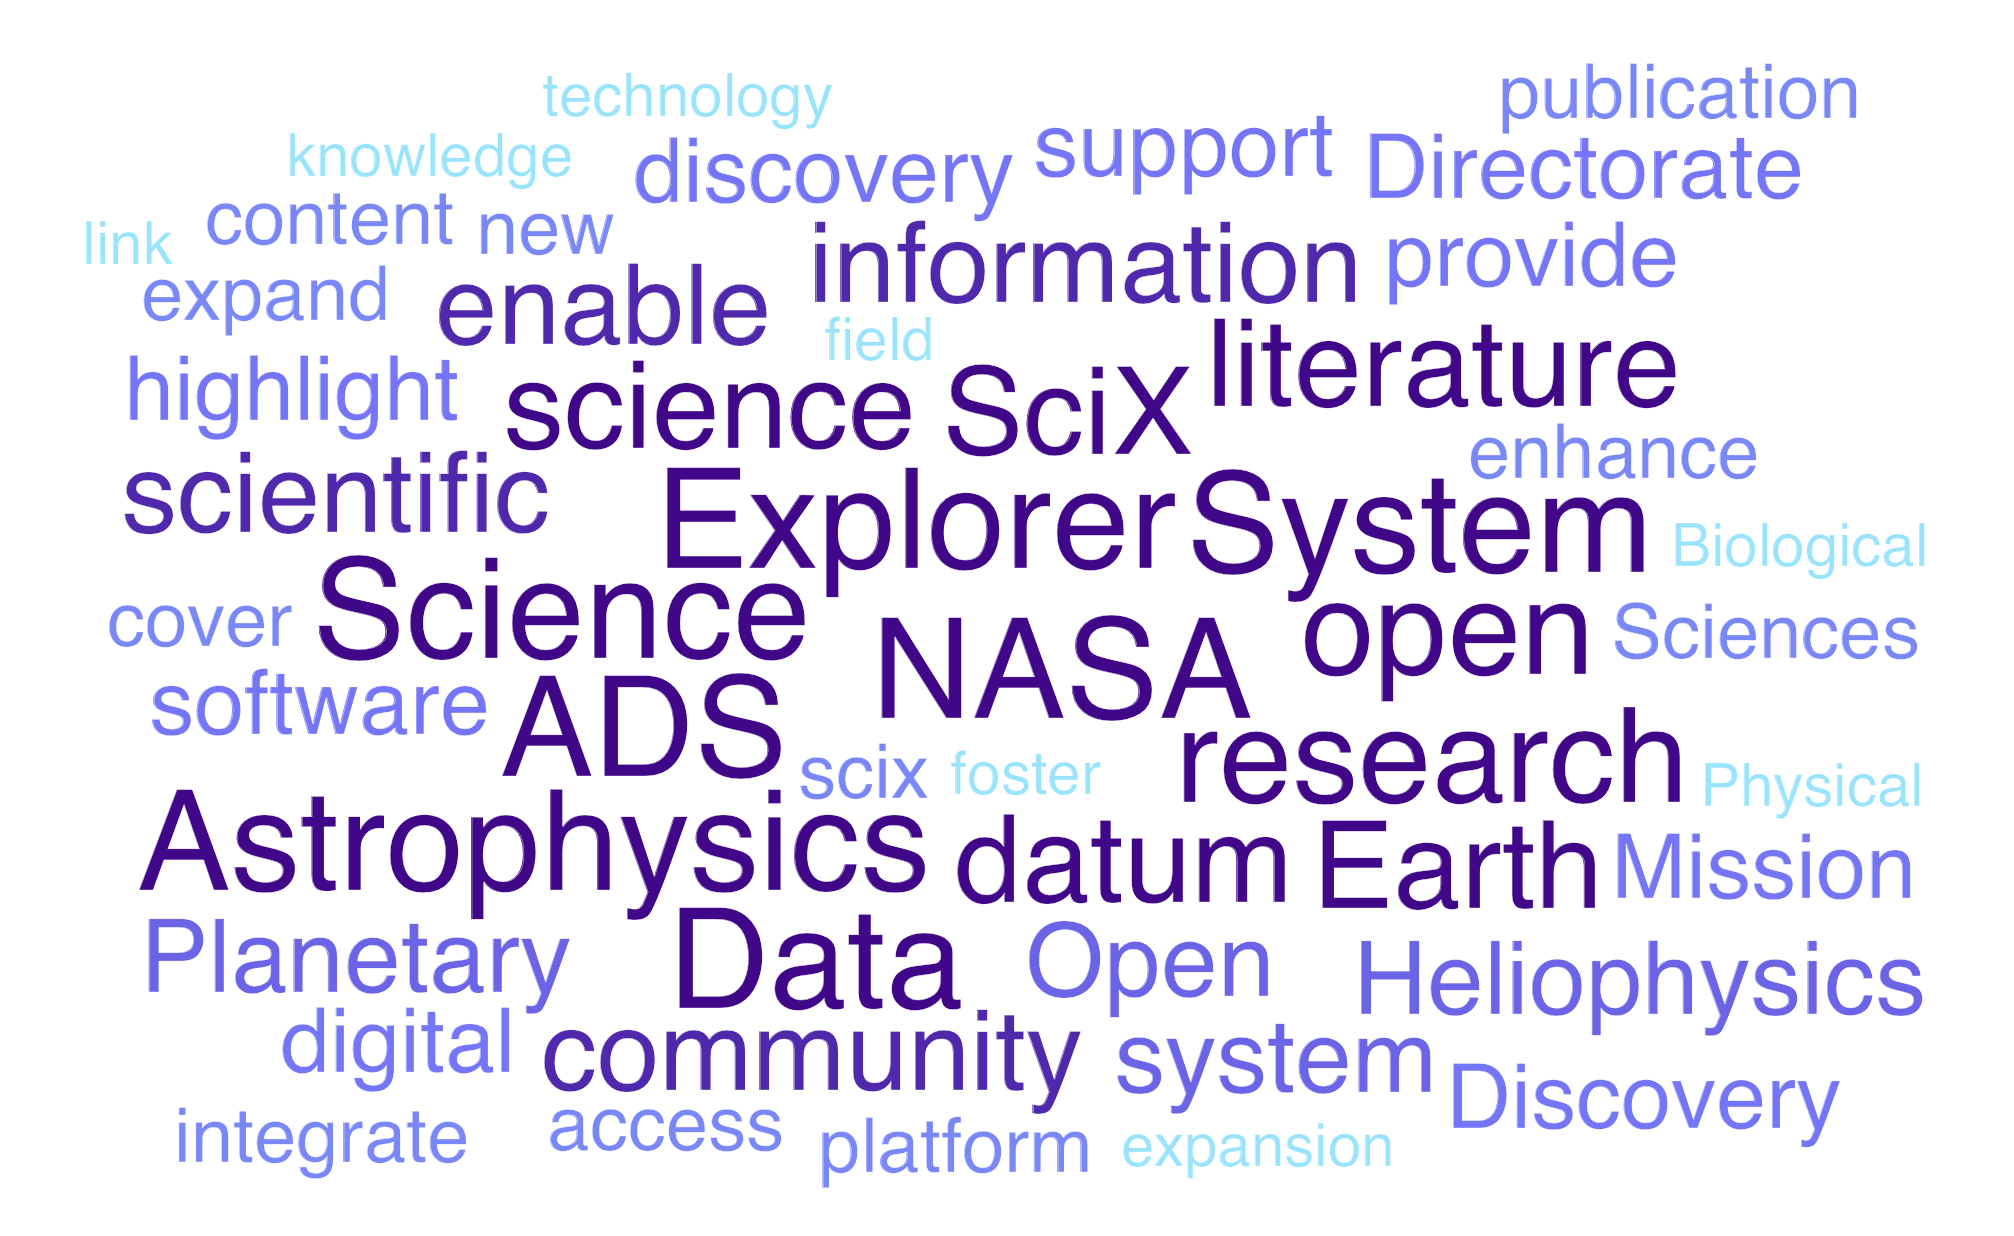 technology
publication
knowledge
discovery
support
Directorate
link
content
new
information
provide
expand
enable
field
literature
highlight
science
SciX
enhance
scientific
Explorer
System
Biological
cover
Science
NASA
open
Sciences
software
ADS
scix
foster
research
Physical
Astrophysics
datum
Earth
Mission
Planetary
Data
Open
Heliophysics
digital
community
system
Discovery
integrate
access
platform
expansion